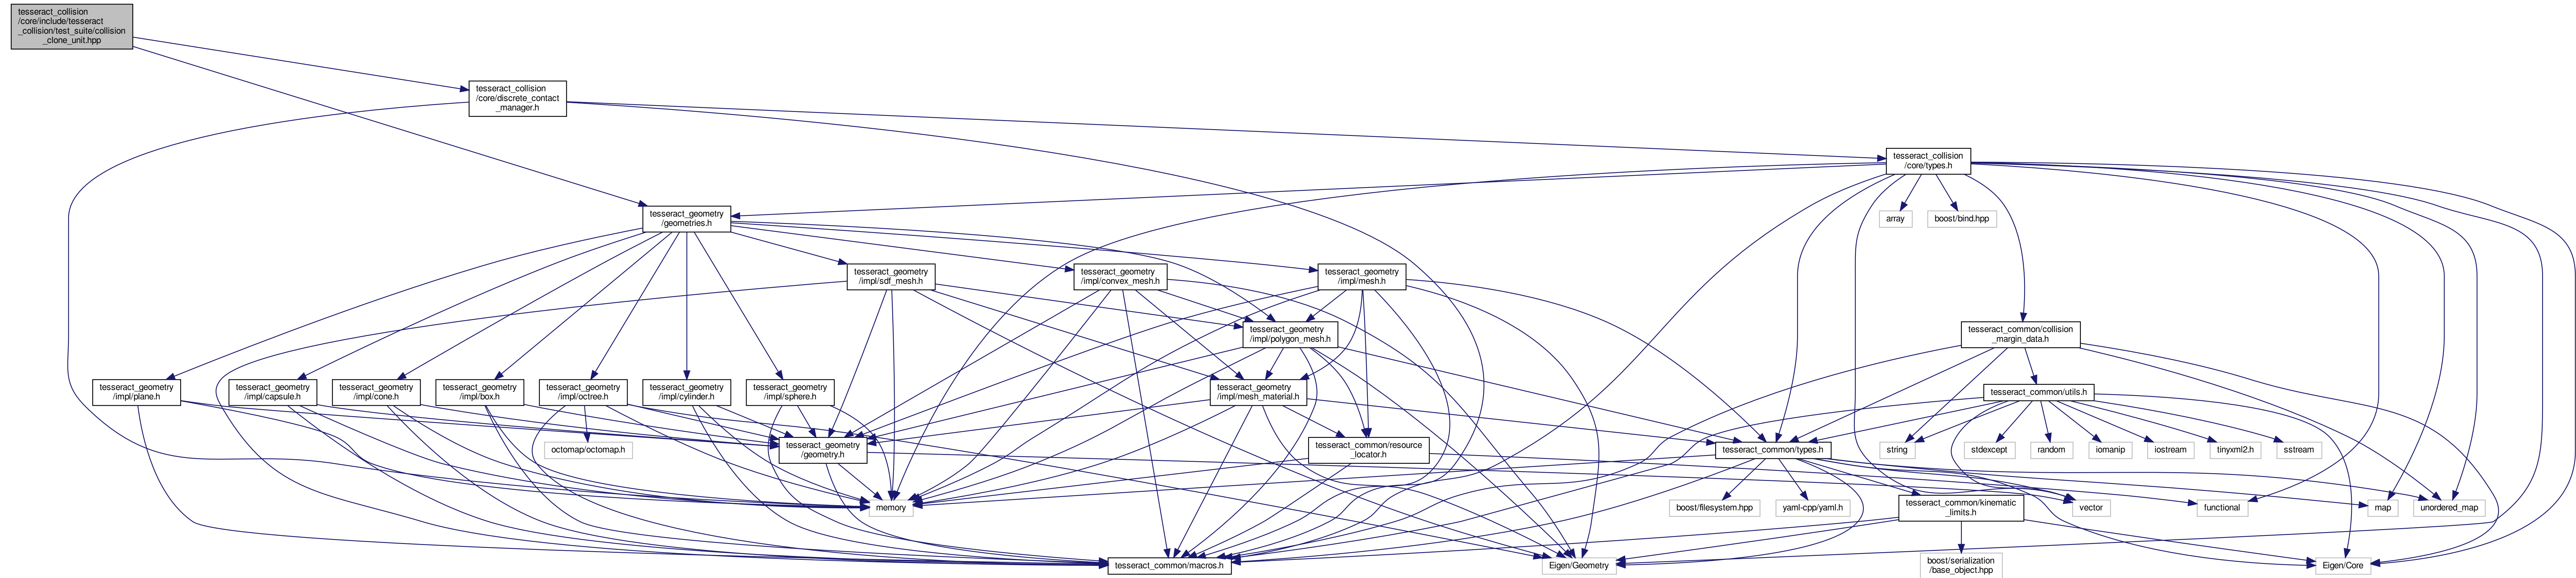 tesseract_collision
/core/include/tesseract
_collision/test_suite/collision
_clone_unit.hpp
tesseract_collision
/core/discrete_contact
_manager.h
tesseract_collision
/core/types.h
tesseract_geometry
/geometries.h
array
boost/bind.hpp
tesseract_geometry
/impl/sdf_mesh.h
tesseract_geometry
/impl/convex_mesh.h
tesseract_geometry
/impl/mesh.h
tesseract_geometry
/impl/polygon_mesh.h
tesseract_common/collision
_margin_data.h
tesseract_geometry
/impl/plane.h
tesseract_geometry
/impl/capsule.h
tesseract_geometry
/impl/cone.h
tesseract_geometry
/impl/box.h
tesseract_geometry
/impl/octree.h
tesseract_geometry
/impl/cylinder.h
tesseract_geometry
/impl/sphere.h
tesseract_geometry
/impl/mesh_material.h
tesseract_common/utils.h
octomap/octomap.h
tesseract_geometry
/geometry.h
tesseract_common/resource
_locator.h
tesseract_common/types.h
string
stdexcept
random
iomanip
iostream
tinyxml2.h
sstream
memory
boost/filesystem.hpp
yaml-cpp/yaml.h
tesseract_common/kinematic
_limits.h
vector
functional
map
unordered_map
tesseract_common/macros.h
Eigen/Geometry
boost/serialization
/base_object.hpp
Eigen/Core